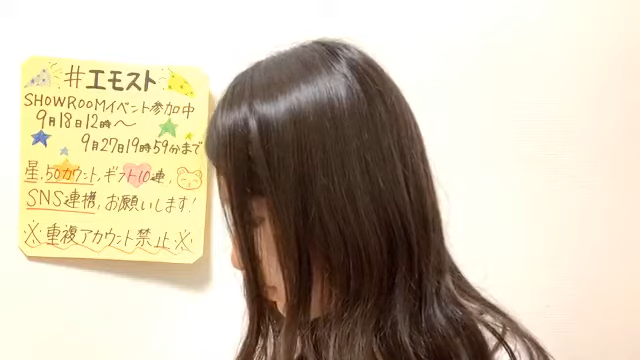 #エモスト
SHOWROOMイベント参加中
9月18日12時～
9月27日19時59分まで
星,50カウント,ギフト10連,
SNS連携,お願いします!
※重複アカウント禁止※